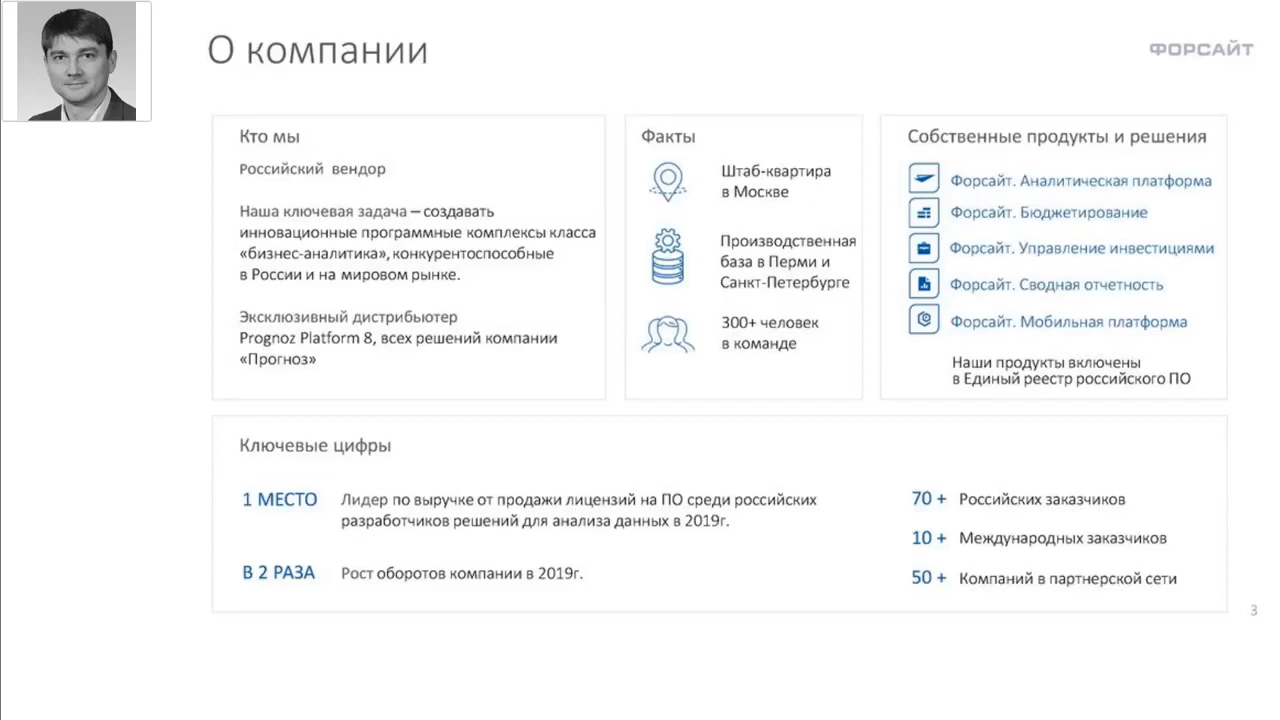 О компании
ФОРСАЙТ
Кто мы
Российский вендор
Наша ключевая задача – создавать
инновационные программные комплексы класса
«бизнес-аналитика», конкурентоспособные
в России и на мировом рынке.
Эксклюзивный дистрибьютер
Prognoz Platform 8, всех решений компании
«Прогноз»
Факты
Штаб-квартира
в Москве
Производственная
база в Перми и
Санкт-Петербурге
300+ человек
в команде
Собственные продукты и решения
Форсайт. Аналитическая платформа
Форсайт. Бюджетирование
Форсайт. Управление инвестициями
Форсайт. Сводная отчетность
Форсайт. Мобильная платформа
Наши продукты включены
в Единый реестр российского ПО
Ключевые цифры
1 МЕСТО
Лидер по выручке от продажи лицензий на ПО среди российских
разработчиков решений для анализа данных в 2019г.
В 2 РАЗА
Рост оборотов компании в 2019г.
70 + Российских заказчиков
10 + Международных заказчиков
50 + Компаний в партнерской сети
3